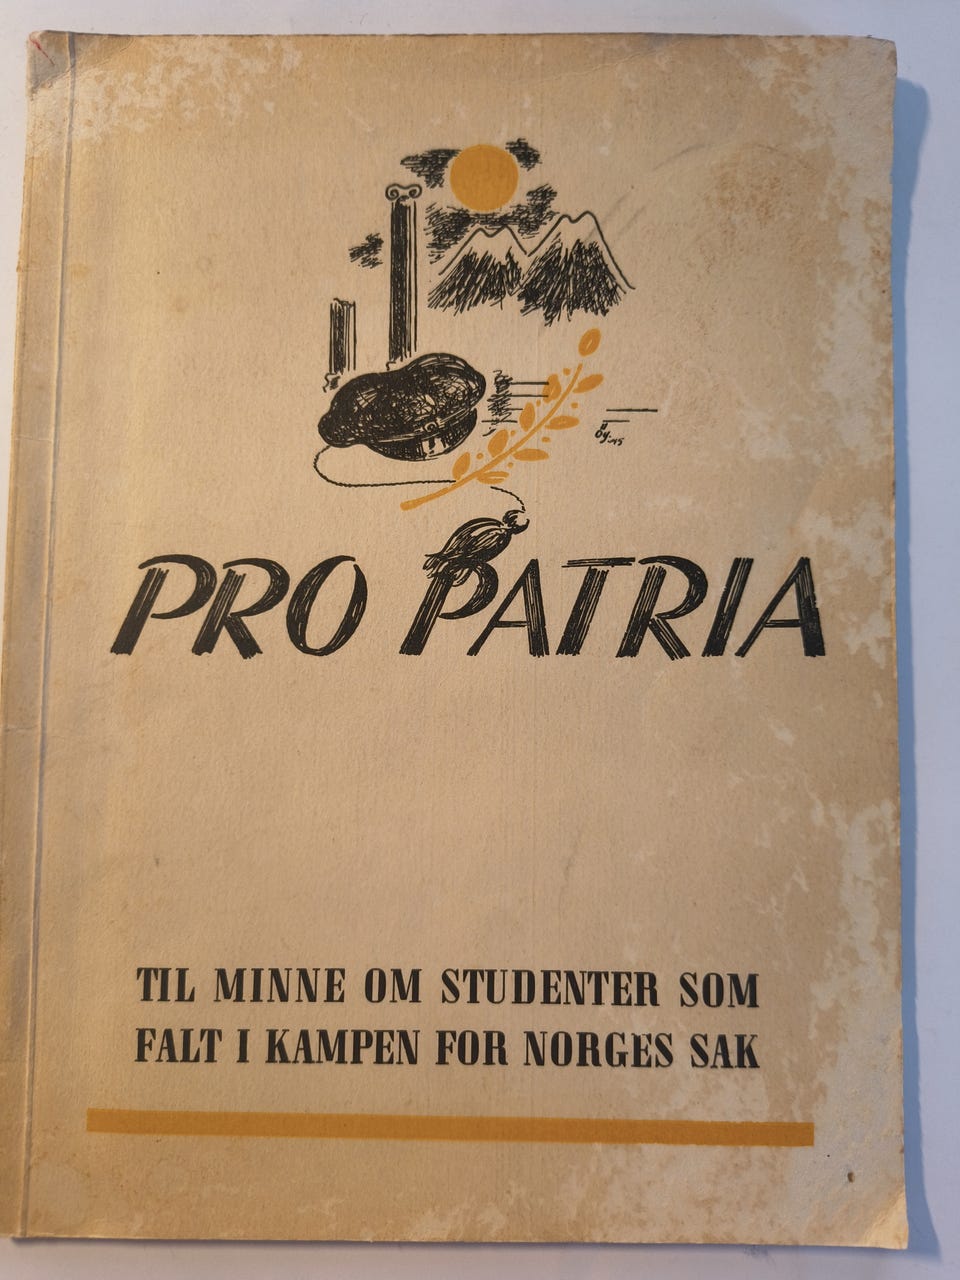 PRO PATRIA
TIL MINNE OM STUDENTER SOM
FALT I KAMPEN FOR NORGES SAK